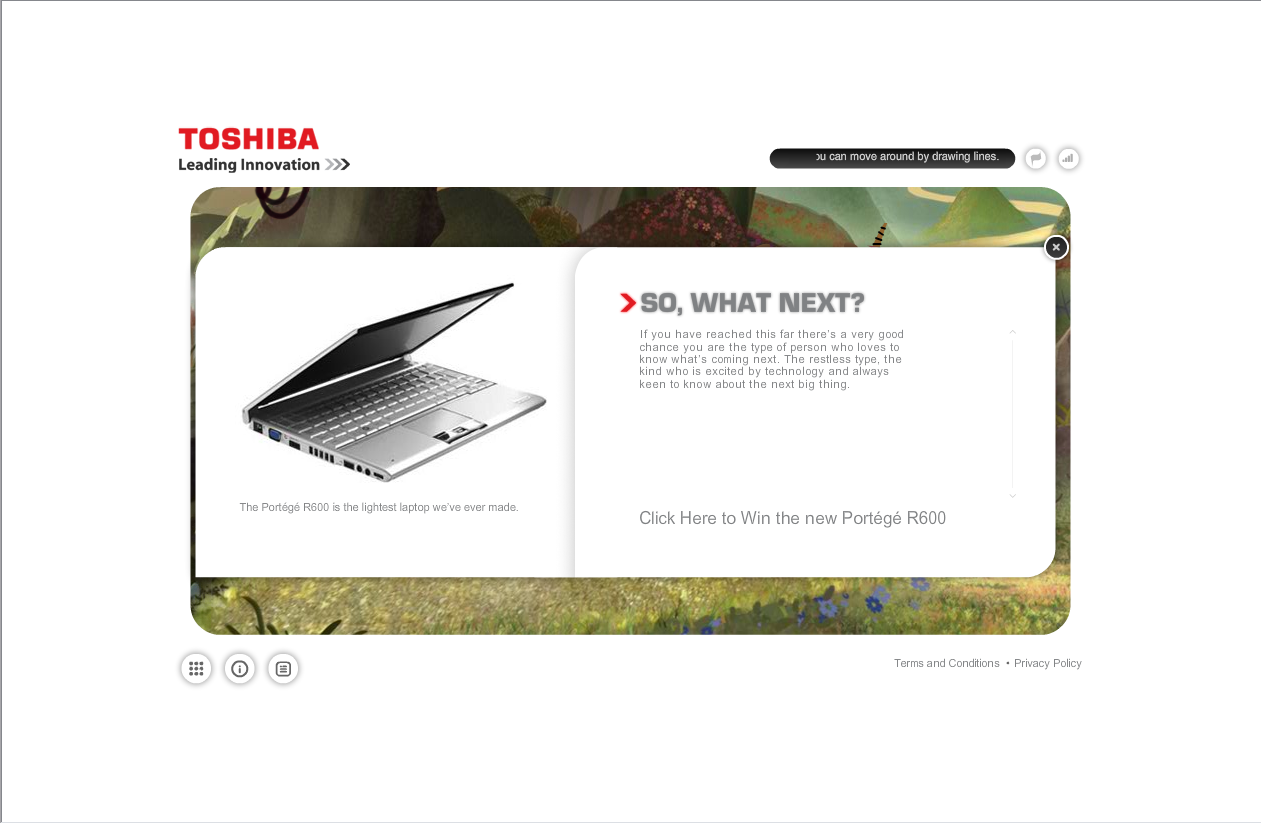 TOSHIBA
Leading Innovation
can move around by drawing lines.
SO, WHAT NEXT?
If you have reached this far there's a very good
chance you are the type of person who loves to
know what's coming next. The restless type, the
kind who is excited by technology and always
keen to know about the next big thing.
The Portégé R600 is the lightest laptop we've ever made.
Click Here to Win the new Portégé R600
Terms and Conditions • Privacy Policy